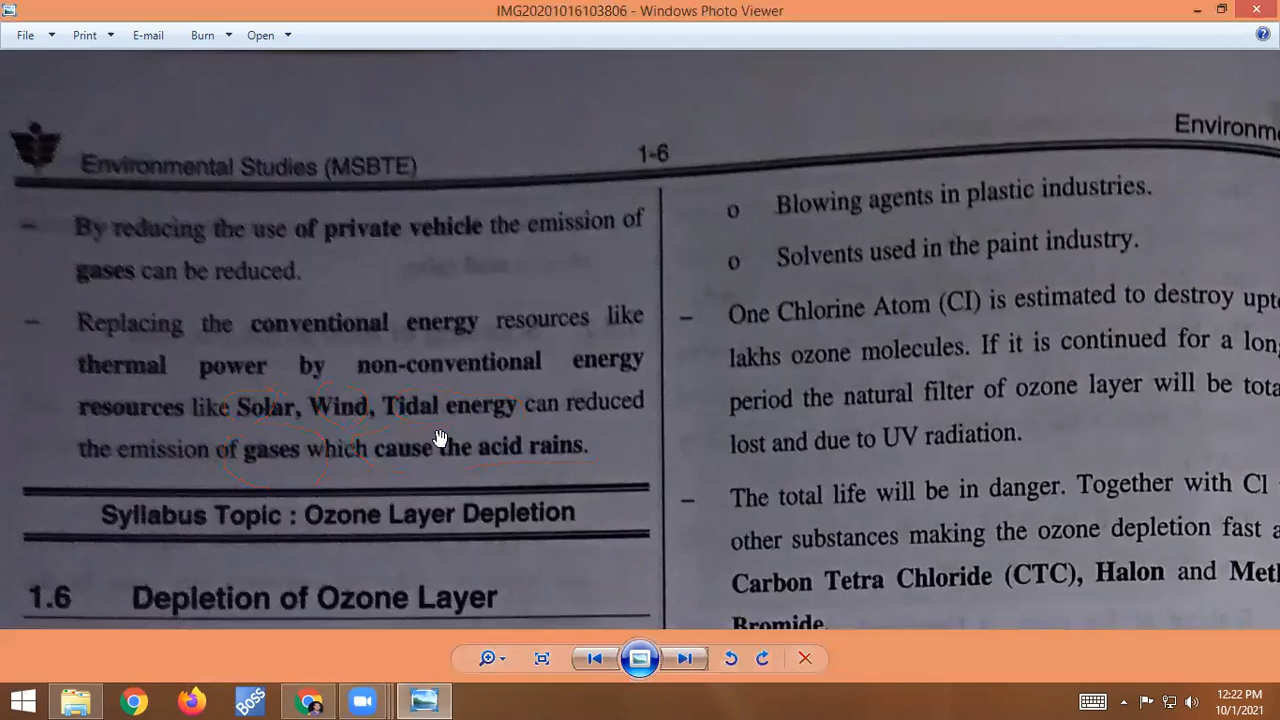 IMG20201016103806 - Windows Photo Viewer
File Print E-mail Burn Open
Environmental Studies (MSBTE)
1-6
- By reducing the use of private vehicle the emission of
gases can be reduced.
- Replacing the conventional energy resources like
thermal power by non-conventional energy
resources like Solar, Wind, Tidal energy can reduced
the emission of gases which cause the acid rains.
Syllabus Topic : Ozone Layer Depletion
1.6 Depletion of Ozone Layer
o Blowing agents in plastic industries.
o Solvents used in the paint industry.
- One Chlorine Atom (CI) is estimated to destroy
lakhs ozone molecules. If it is continued for a
period the natural filter of ozone layer will be
lost and due to UV radiation.
- The total life will be in danger. Together with Cl
other substances making the ozone depletion fast
Carbon Tetra Chloride (CTC), Halon and
Bromide.
BOSS
12:22 PM
10/1/2021